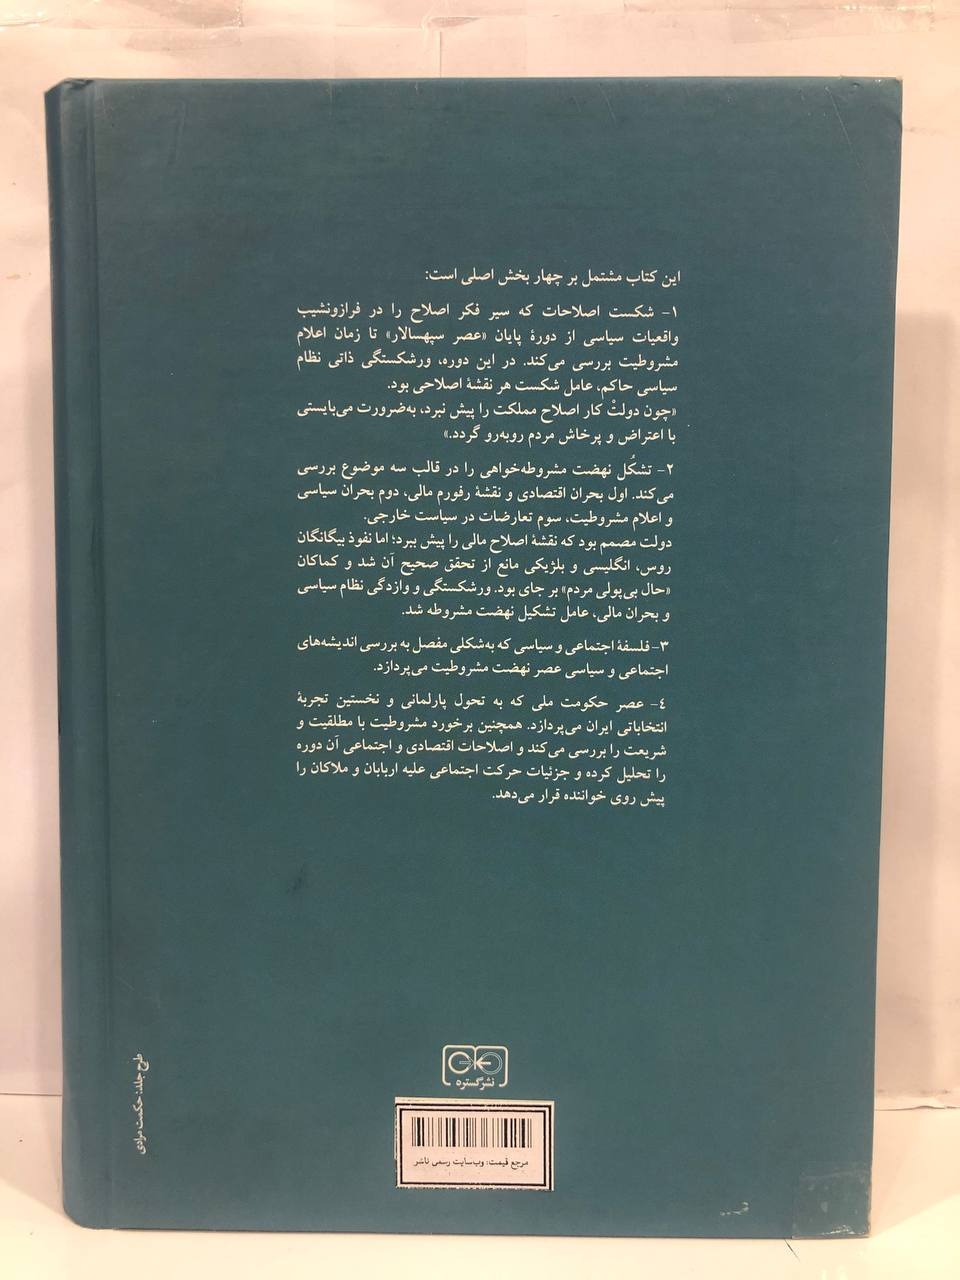 این کتاب مشتمل بر چهار بخش اصلی است:
۱- شکست اصلاحات که سیر فکر اصلاح را در فرازونشیب
واقعیات سیاسی از دورهٔ پایان «عصر سپهسالار» تا زمان اعلام
مشروطیت بررسی می‌کند. در این دوره، ورشکستگی ذاتی نظام
سیاسی حاکم، عامل شکست هر نقشهٔ اصلاحی بود.
«چون دولتْ کار اصلاح مملکت را پیش نبرد، به‌ضرورت می‌بایستی
با اعتراض و پرخاش مردم روبه‌رو گردد.»
۲- تشکُل نهضت مشروطه‌خواهی را در قالب سه موضوع بررسی
می‌کند. اول بحران اقتصادی و نقشهٔ رفورم مالی، دوم بحران سیاسی
و اعلام مشروطیت، سوم تعارضات در سیاست خارجی.
دولت مصمم بود که نقشهٔ اصلاح مالی را پیش ببرد؛ اما نفوذ بیگانگان
روس، انگلیسی و بلژیکی مانع از تحقق صحیح آن شد و کماکان
«حال بی‌پولی مردم» بر جای بود. ورشکستگی و وازدگی نظام سیاسی
و بحران مالی، عامل تشکیل نهضت مشروطه شد.
۳- فلسفهٔ اجتماعی و سیاسی که به‌شکلی مفصل به بررسی اندیشه‌های
اجتماعی و سیاسی عصر نهضت مشروطیت می‌پردازد.
٤- عصر حکومت ملی که به تحول پارلمانی و نخستین تجربهٔ
انتخاباتی ایران می‌پردازد. همچنین برخورد مشروطیت با مطلقیت و
شریعت را بررسی می‌کند و اصلاحات اقتصادی و اجتماعی آن دوره
را تحلیل کرده و جزئیات حرکت اجتماعی علیه اربابان و ملاکان را
پیش روی خواننده قرار می‌دهد.
نشر گستره
مرجع قیمت: وب‌سایت رسمی ناشر
طرح جلد: حکمت مرادی